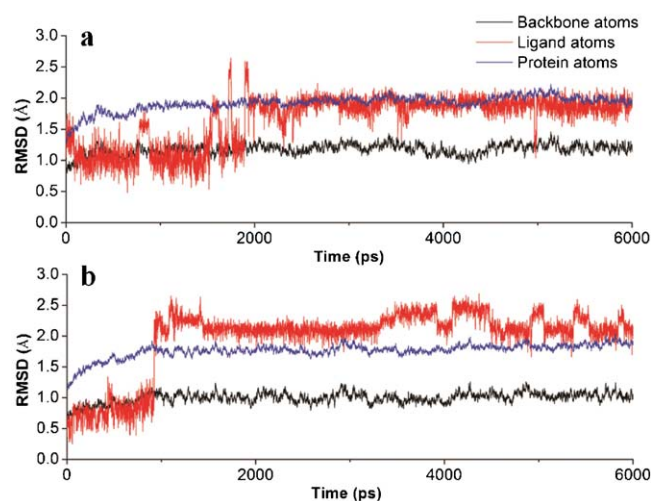 a
Backbone atoms
Ligand atoms
Protein atoms
RMSD (Å)
3.0
2.5
2.0
1.5
1.0
0.5
0.0
0
2000
4000
6000
Time (ps)
b
RMSD (Å)
3.0
2.5
2.0
1.5
1.0
0.5
0.0
0
2000
4000
6000
Time (ps)